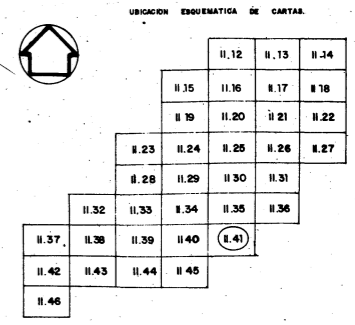 UBICACION ESQUEMATICA DE CARTAS.
II.12 II.13 II.14
II.15 II.16 II.17 II 18
II 19 II.20 II 21 II.22
II.23 II.24 II.25 II.26 II.27
II.28 II.29 II 30 II.31
II.32 II.33 II.34 II.35 II.36
II.37. II.38 II.39 II 40 II.41
II.42 II.43 II.44 II 45
II.46